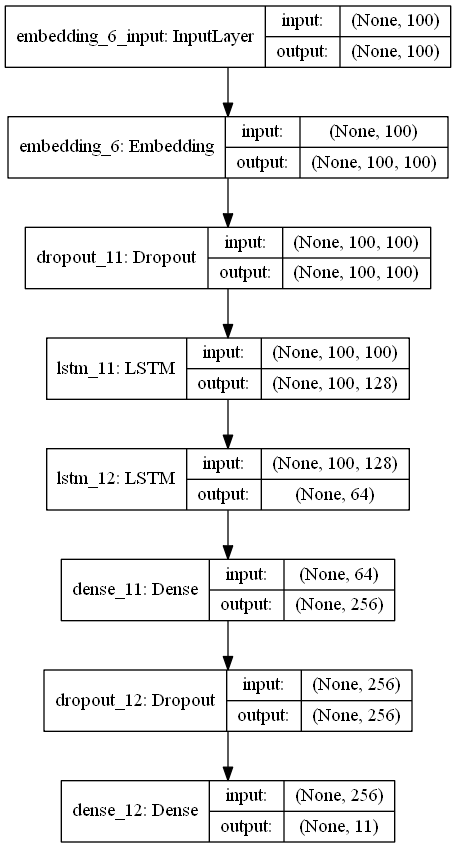 embedding_6_input: InputLayer
input: (None, 100)
output: (None, 100)
embedding_6: Embedding
input: (None, 100)
output: (None, 100, 100)
dropout_11: Dropout
input: (None, 100, 100)
output: (None, 100, 100)
lstm_11: LSTM
input: (None, 100, 100)
output: (None, 100, 128)
lstm_12: LSTM
input: (None, 100, 128)
output: (None, 64)
dense_11: Dense
input: (None, 64)
output: (None, 256)
dropout_12: Dropout
input: (None, 256)
output: (None, 256)
dense_12: Dense
input: (None, 256)
output: (None, 11)